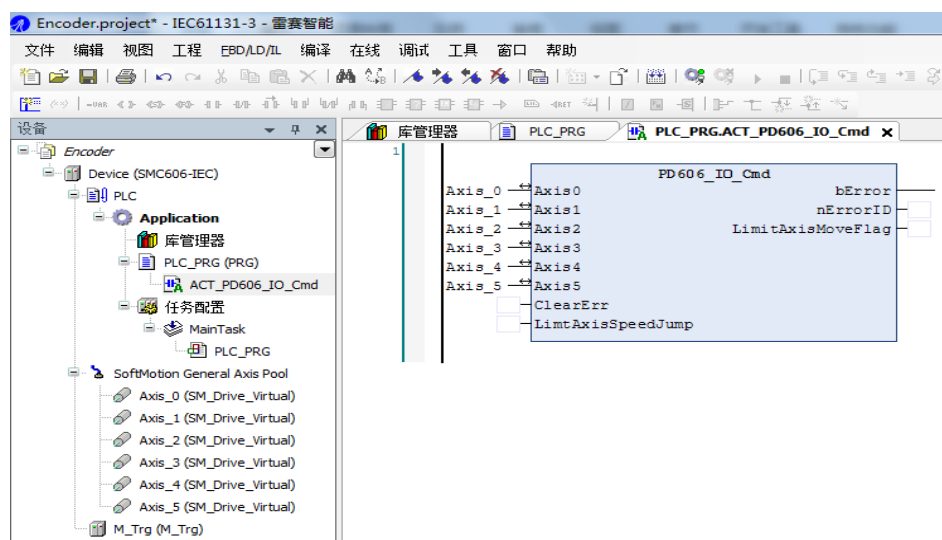 Encoder.project* - IEC61131-3 - 雷赛智能
文件 编辑 视图 工程 FBD/LD/IL 编译 在线 调试 工具 窗口 帮助
设备
库管理器 PLC_PRG PLC_PRG.ACT_PD606_IO_Cmd
Encoder
Device (SMC606-IEC)
PLC
Application
库管理器
PLC_PRG (PRG)
ACT_PD606_IO_Cmd
任务配置
MainTask
PLC_PRG
SoftMotion General Axis Pool
Axis_0 (SM_Drive_Virtual)
Axis_1 (SM_Drive_Virtual)
Axis_2 (SM_Drive_Virtual)
Axis_3 (SM_Drive_Virtual)
Axis_4 (SM_Drive_Virtual)
Axis_5 (SM_Drive_Virtual)
M_Trg (M_Trg)
1
PD606_IO_Cmd
Axis_0 Axis0 bError
Axis_1 Axis1 nErrorID
Axis_2 Axis2 LimitAxisMoveFlag
Axis_3 Axis3
Axis_4 Axis4
Axis_5 Axis5
ClearErr
LimtAxisSpeedJump